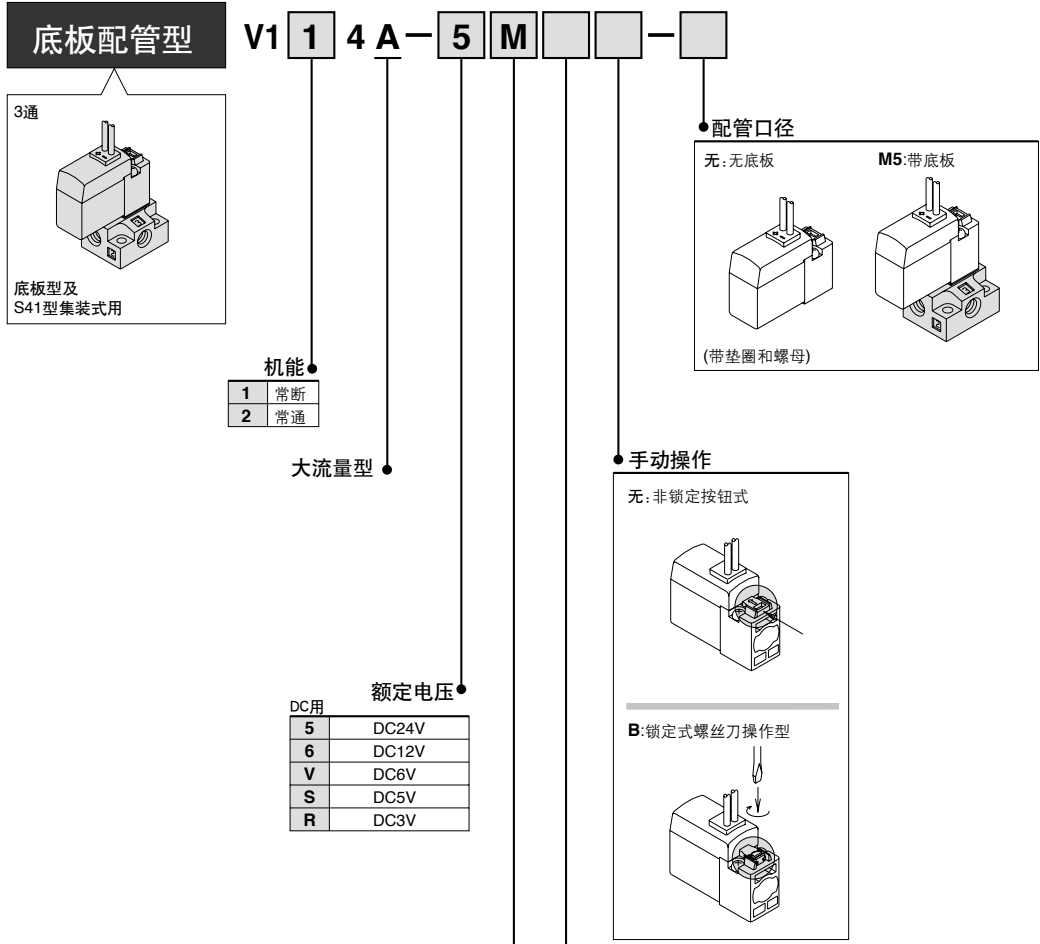 底板配管型
V1 1 4 A — 5 M —
3通
底板型及
S41型集装式用
配管口径
无:无底板 M5:带底板
(带垫圈和螺母)
机能
1 常断
2 常通
大流量型
手动操作
无:非锁定按钮式
B:锁定式螺丝刀操作型
额定电压
DC用
5 DC24V
6 DC12V
V DC6V
S DC5V
R DC3V